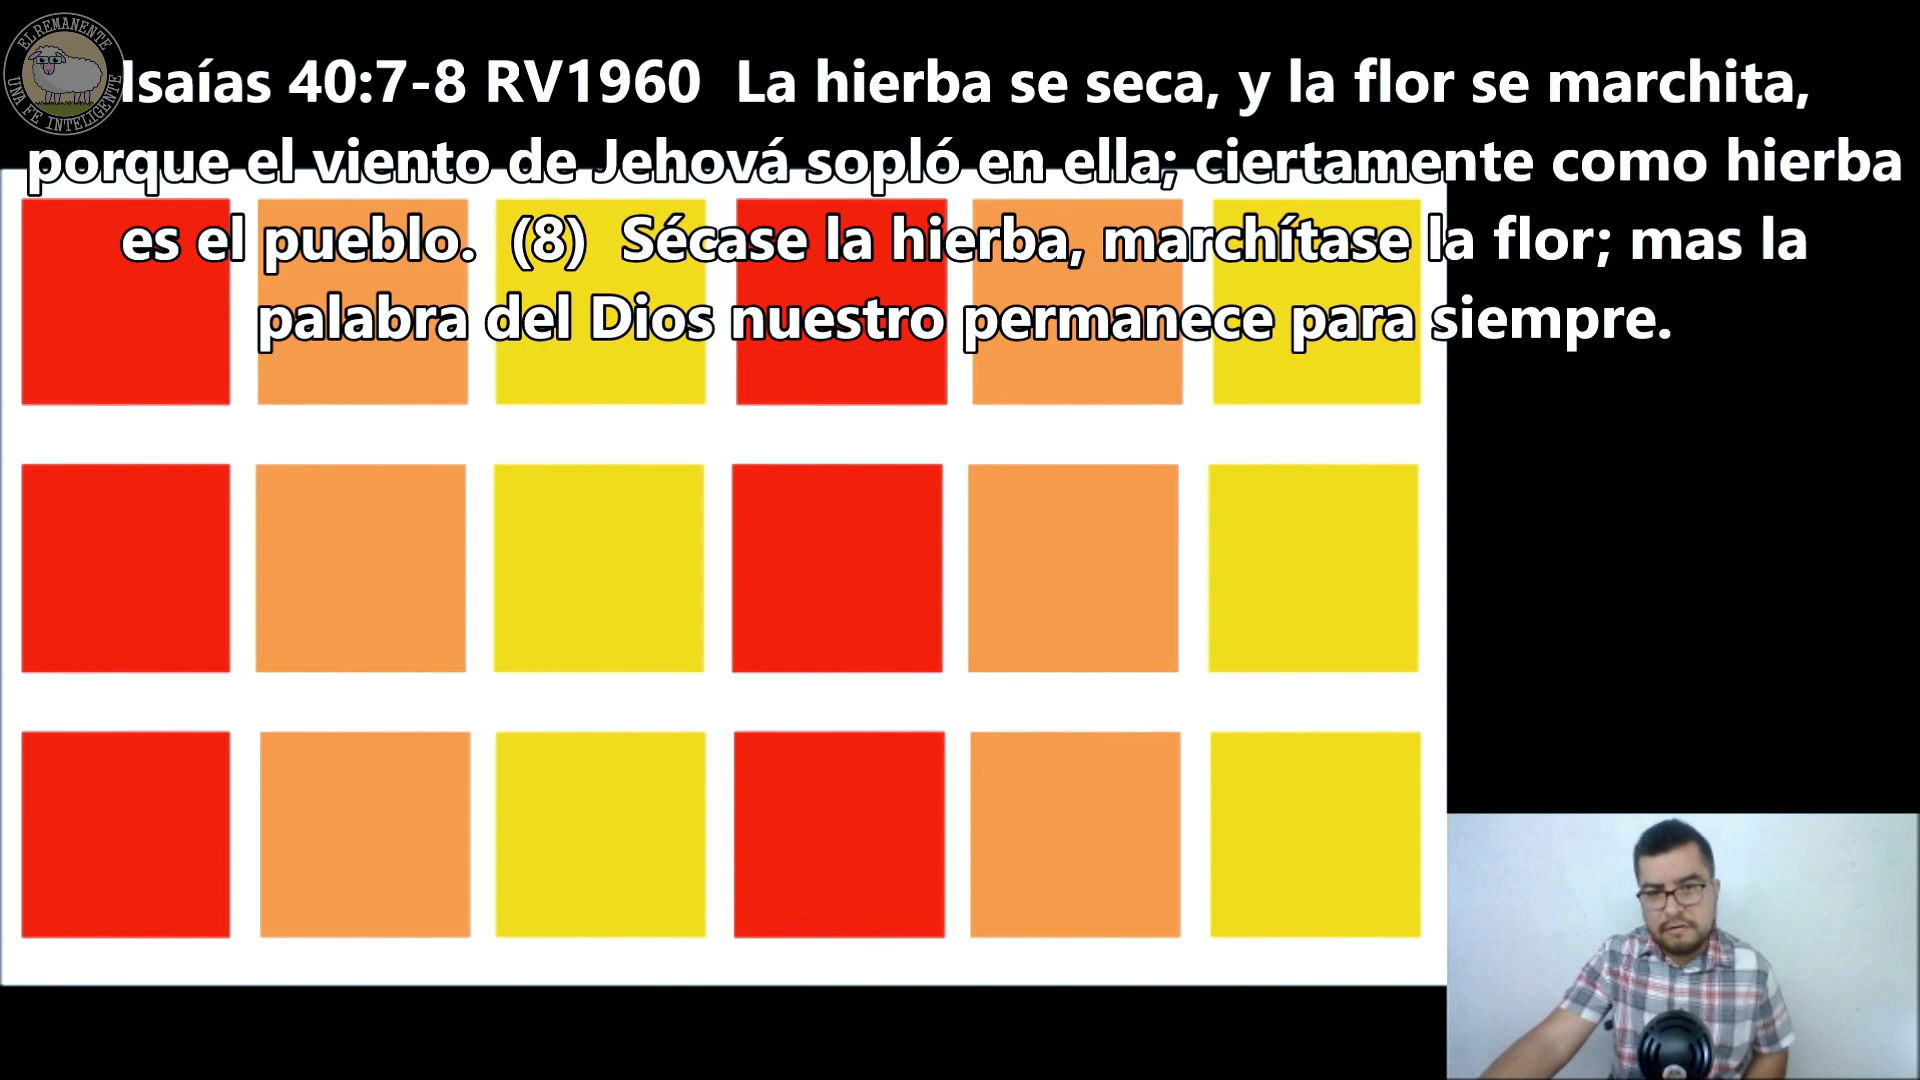 EL REMANENTE
UNA FE INTELIGENTE
Isaías 40:7-8 RV1960  La hierba se seca, y la flor se marchita,
porque el viento de Jehová sopló en ella; ciertamente como hierba
es el pueblo.  (8)  Sécase la hierba, marchítase la flor; mas la
palabra del Dios nuestro permanece para siempre.